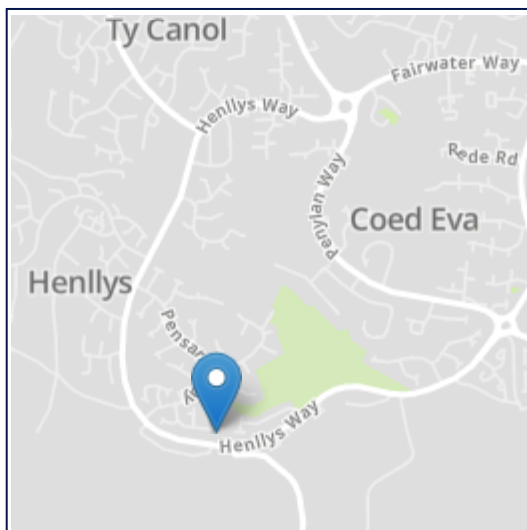 Ty Canol
Fairwater Way
Henllys Way
Rede Rd
Penylan Way
Coed Eva
Henllys
Henllys Way